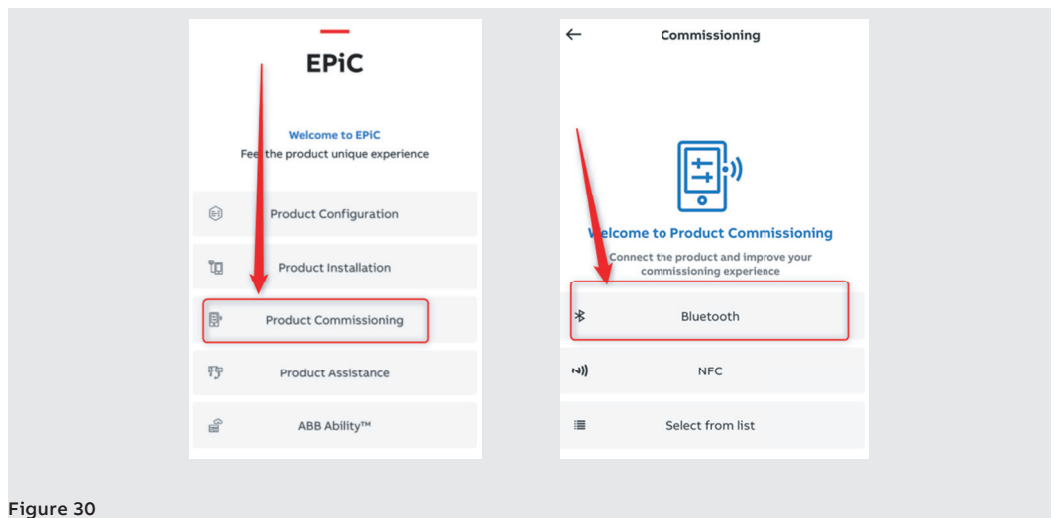 EPiC
Welcome to EPiC
Feel the product unique experience
Product Configuration
Product Installation
Product Commissioning
Product Assistance
ABB Ability™
Commissioning
Welcome to Product Commissioning
Connect the product and improve your
commissioning experience
Bluetooth
NFC
Select from list
Figure 30